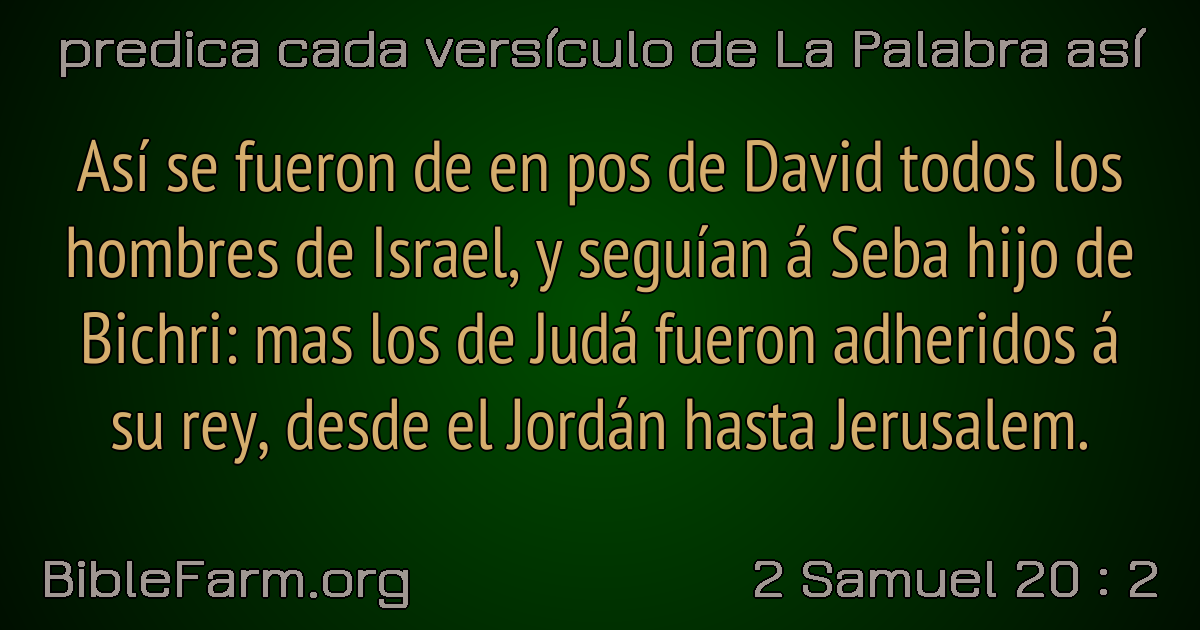 predica cada versículo de La Palabra así
Así se fueron de en pos de David todos los
hombres de Israel, y seguían á Seba hijo de
Bichri: mas los de Judá fueron adheridos á
su rey, desde el Jordán hasta Jerusalem.
BibleFarm.org
2 Samuel 20 : 2